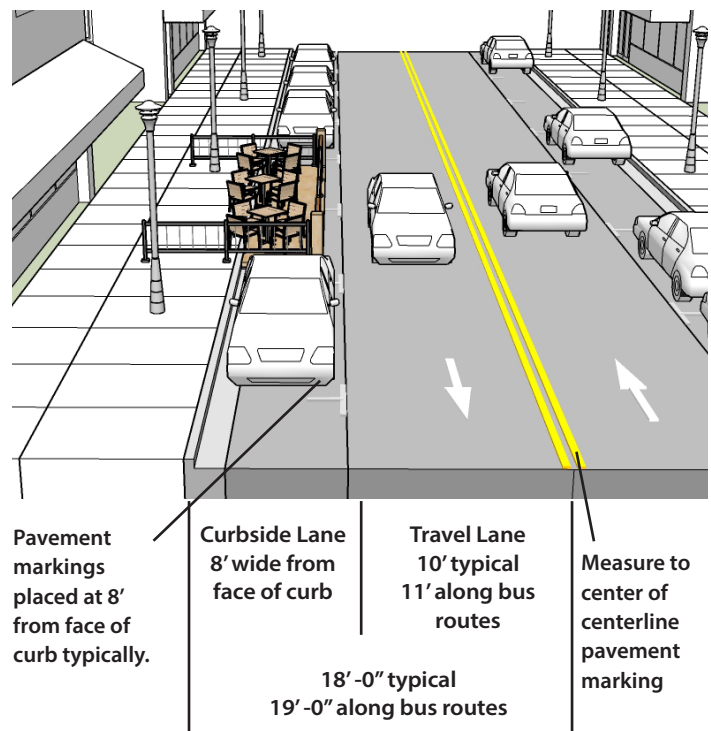 Pavement
markings
placed at 8’
from face of
curb typically.
Curbside Lane
8’ wide from
face of curb
Travel Lane
10’ typical
11’ along bus
routes
Measure to
center of
centerline
pavement
marking
18’ -0” typical
19’ -0” along bus routes